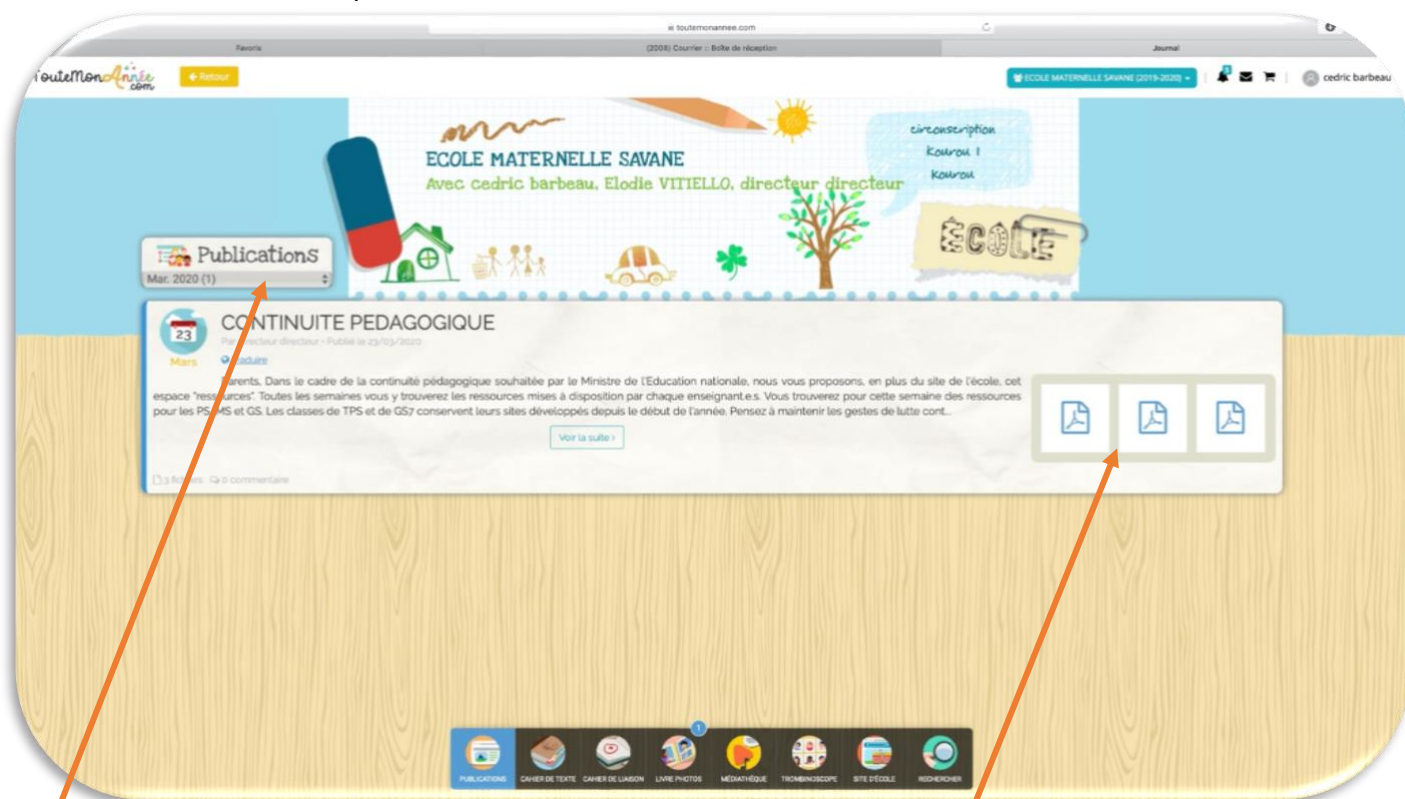 toutemonannee.com
Favoris
(2008) Courrier :: Boîte de réception
Journal
TouteMonAnnée .com
Retour
ECOLE MATERNELLE SAVANE (2019-2020)
cedric barbeau
ECOLE MATERNELLE SAVANE
Avec cedric barbeau, Elodie VITIELLO, directeur directeur
circonscription
Kourou 1
Kourou
ÉCOLE
Publications
Mar. 2020 (1)
23
Mars
CONTINUITE PEDAGOGIQUE
Par directeur directeur • Publié le 23/03/2020
Traduire
Parents, Dans le cadre de la continuité pédagogique souhaitée par le Ministre de l'Education nationale, nous vous proposons, en plus du site de l'école, cet
espace "ressources". Toutes les semaines vous y trouverez les ressources mises à disposition par chaque enseignant.e.s. Vous trouverez pour cette semaine des ressources
pour les PS, MS et GS. Les classes de TPS et de GS7 conservent leurs sites développés depuis le début de l'année. Pensez à maintenir les gestes de lutte cont...
Voir la suite >
3 fichiers 0 commentaire
1
PUBLICATIONS CAHIER DE TEXTE CAHIER DE LIAISON LIVRE PHOTOS MÉDIATHÈQUE TROMBINOSCOPE SITE D'ÉCOLE RECHERCHER